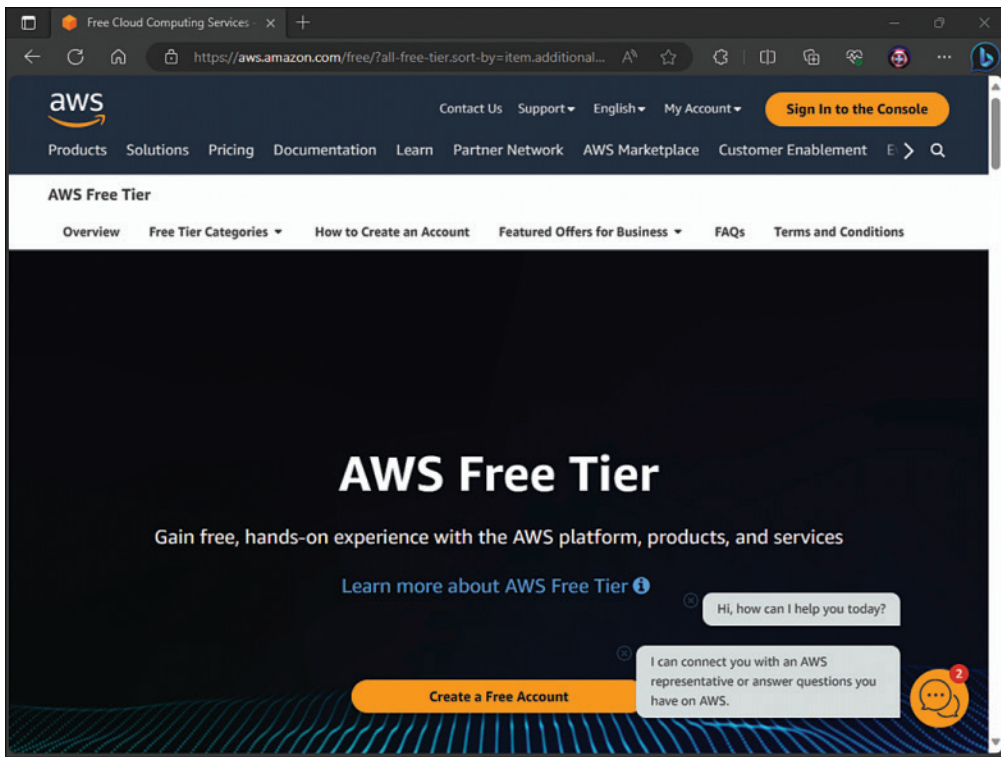 Free Cloud Computing Services -
https://aws.amazon.com/free/?all-free-tier.sort-by=item.additional...
aws
Contact Us Support English My Account Sign In to the Console
Products Solutions Pricing Documentation Learn Partner Network AWS Marketplace Customer Enablement
AWS Free Tier
Overview Free Tier Categories How to Create an Account Featured Offers for Business FAQs Terms and Conditions
AWS Free Tier
Gain free, hands-on experience with the AWS platform, products, and services
Learn more about AWS Free Tier
Hi, how can I help you today?
I can connect you with an AWS
representative or answer questions you
have on AWS.
2
Create a Free Account